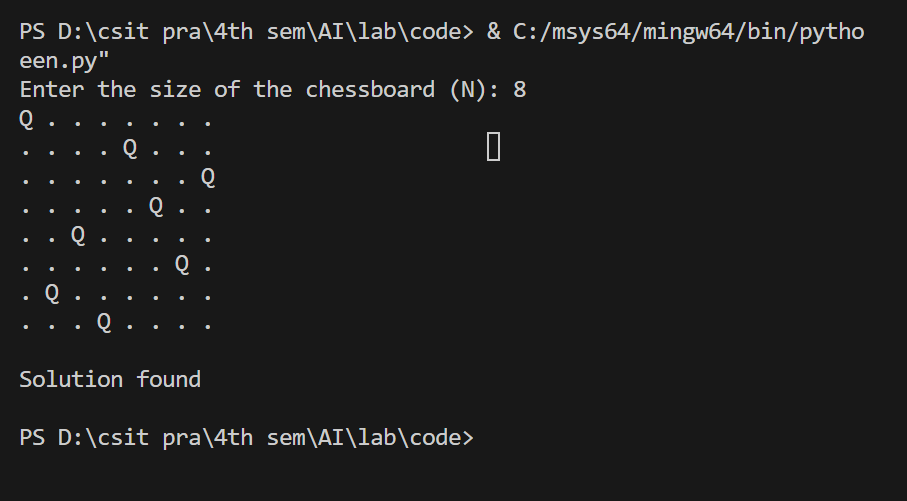 PS D:\csit pra\4th sem\AI\lab\code> & C:/msys64/mingw64/bin/pytho
een.py"
Enter the size of the chessboard (N): 8
Q . . . . . . .
. . . . Q . . .
. . . . . . . Q
. . . . . Q . .
. . Q . . . . .
. . . . . . Q .
. Q . . . . . .
. . . Q . . . .
Solution found
PS D:\csit pra\4th sem\AI\lab\code>